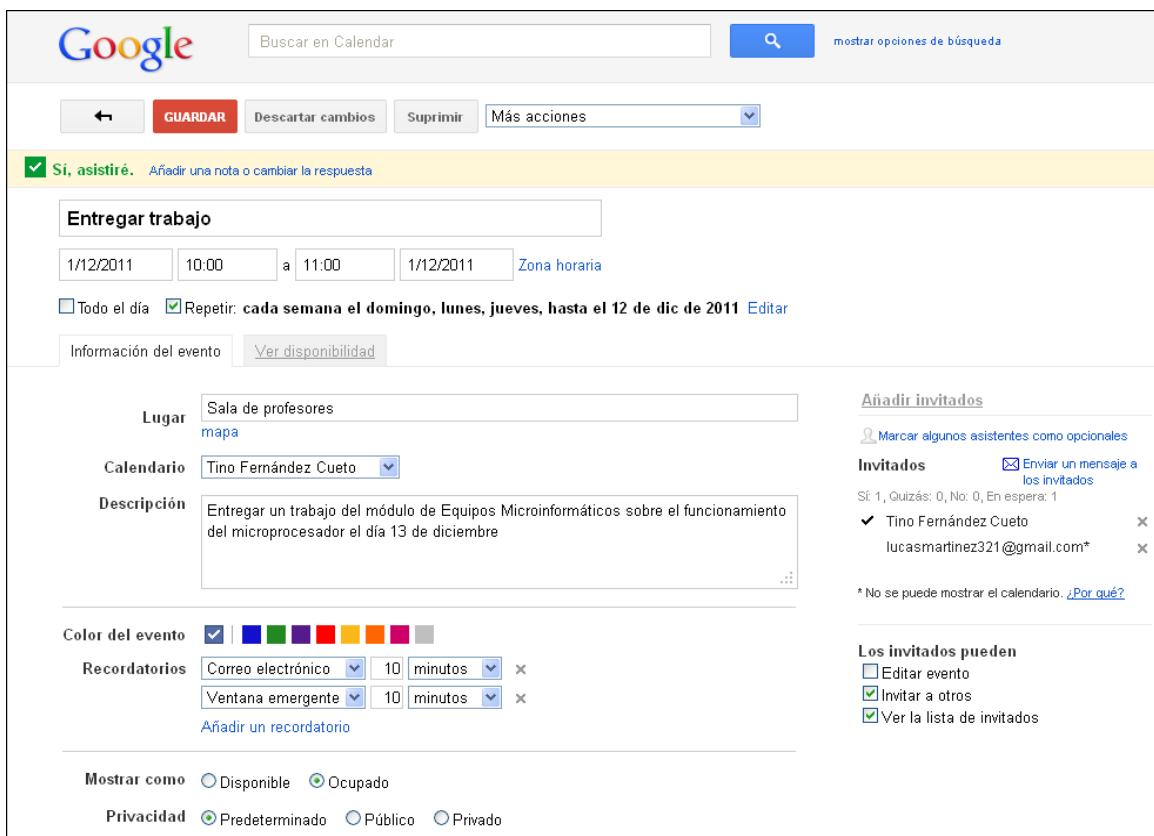 Google Buscar en Calendar mostrar opciones de búsqueda
GUARDAR Descartar cambios Suprimir Más acciones
Sí, asistiré. Añadir una nota o cambiar la respuesta
Entregar trabajo
1/12/2011 10:00 a 11:00 1/12/2011 Zona horaria
Todo el día Repetir: cada semana el domingo, lunes, jueves, hasta el 12 de dic de 2011 Editar
Información del evento Ver disponibilidad
Lugar Sala de profesores
mapa
Calendario Tino Fernández Cueto
Descripción Entregar un trabajo del módulo de Equipos Microinformáticos sobre el funcionamiento
del microprocesador el día 13 de diciembre
Color del evento
Recordatorios Correo electrónico 10 minutos
Ventana emergente 10 minutos
Añadir un recordatorio
Mostrar como Disponible Ocupado
Privacidad Predeterminado Público Privado
Añadir invitados
Marcar algunos asistentes como opcionales
Invitados Enviar un mensaje a
los invitados
Sí: 1, Quizás: 0, No: 0, En espera: 1
Tino Fernández Cueto
lucasmartinez321@gmail.com*
* No se puede mostrar el calendario. ¿Por qué?
Los invitados pueden
Editar evento
Invitar a otros
Ver la lista de invitados